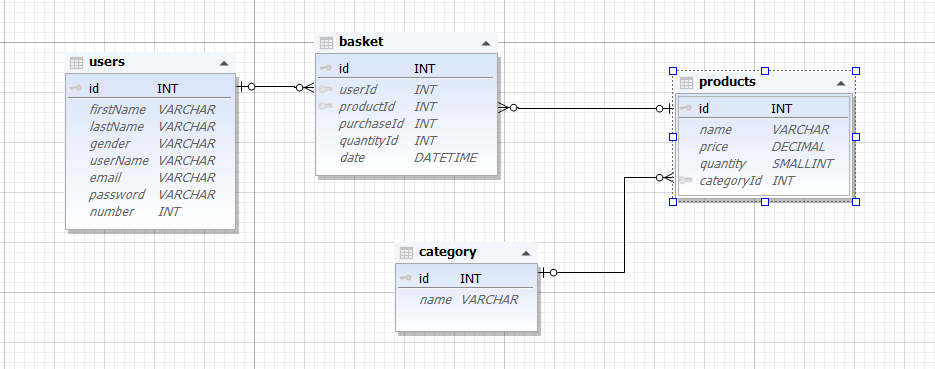 users
id INT
firstName VARCHAR
lastName VARCHAR
gender VARCHAR
userName VARCHAR
email VARCHAR
password VARCHAR
number INT
basket
id INT
userId INT
productId INT
purchaseId INT
quantityId INT
date DATETIME
products
id INT
name VARCHAR
price DECIMAL
quantity SMALLINT
categoryId INT
category
id INT
name VARCHAR